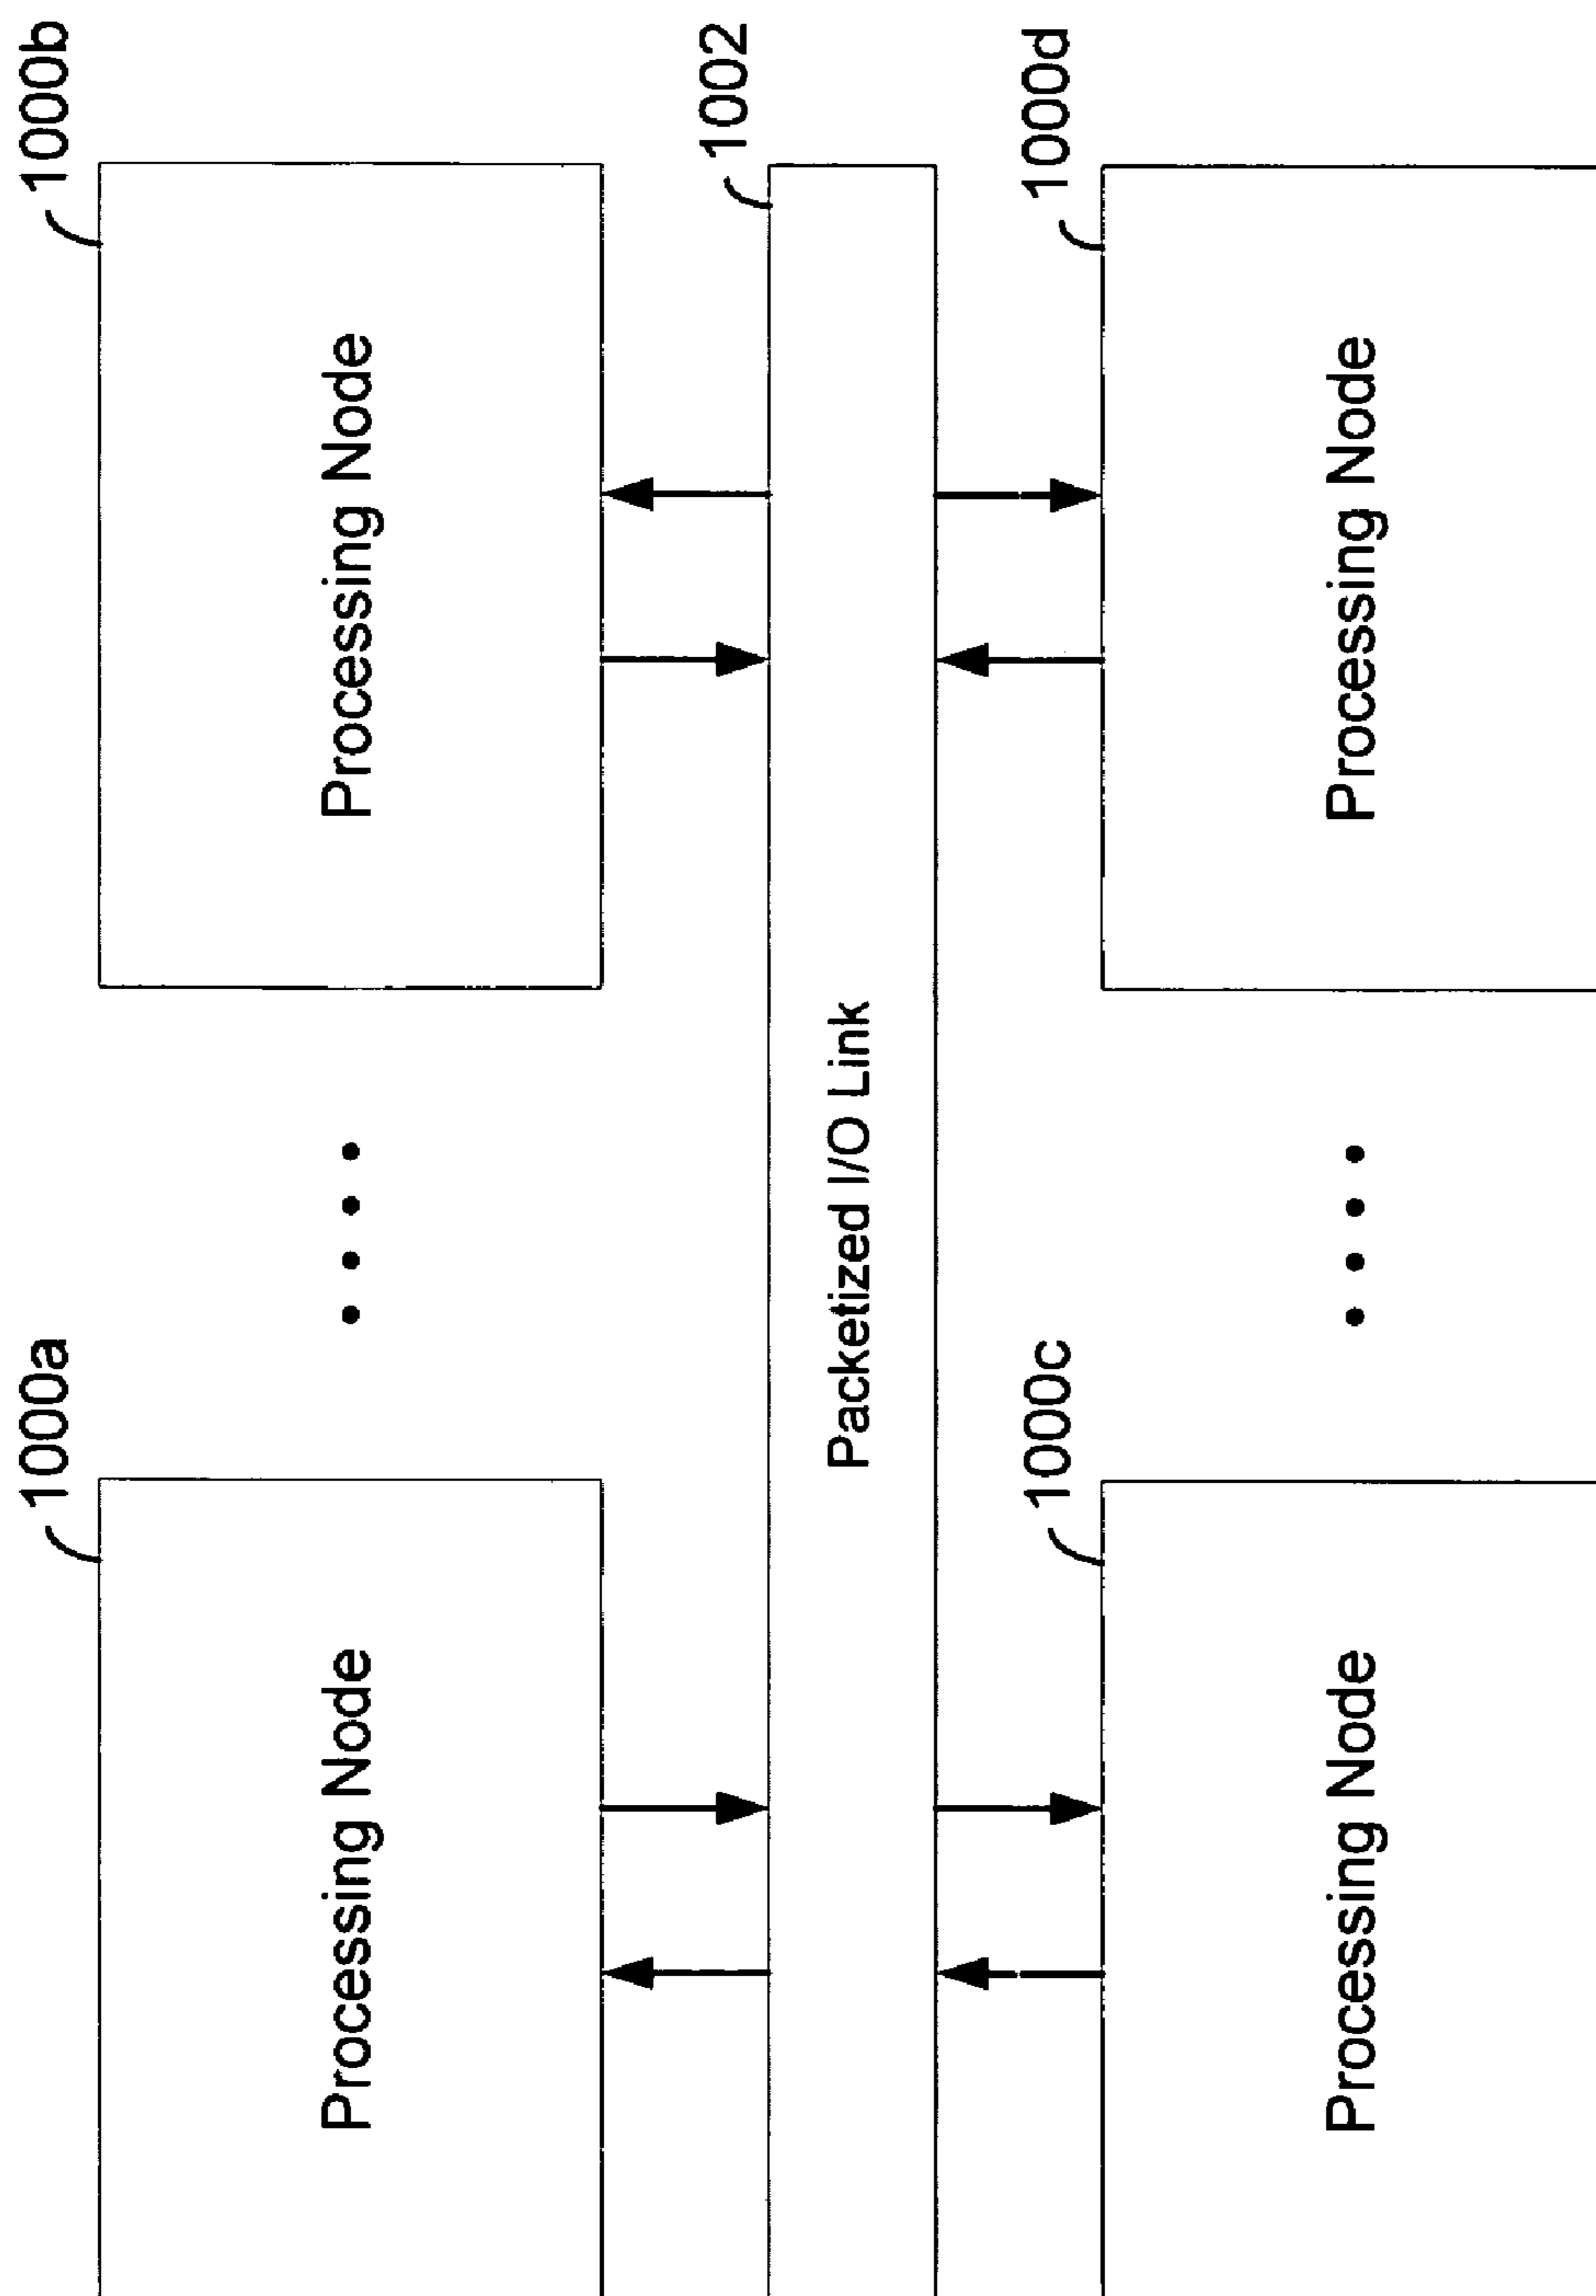 1000a
1000b
Processing Node
Processing Node
1002
Packetized I/O Link
1000c
1000d
Processing Node
Processing Node